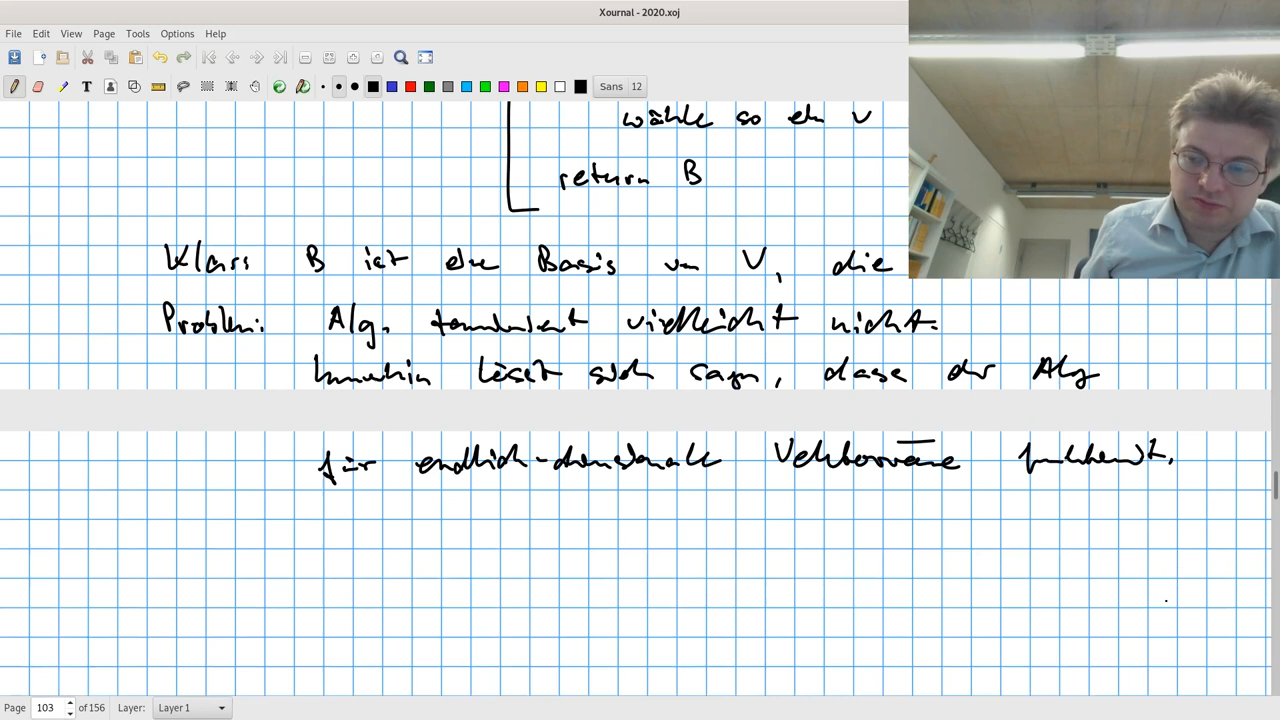 Xournal - 2020.xoj
File Edit View Page Tools Options Help
T Sans 12
wähle so ein v
return B
Klar: B ist eine Basis von V, die
Problem: Alg. terminiert vielleicht nicht.
Immerhin lässt sich sagen, dass der Alg
für endlich-dimensionale Vektorräume funktioniert.
Page 103 of 156 Layer: Layer 1